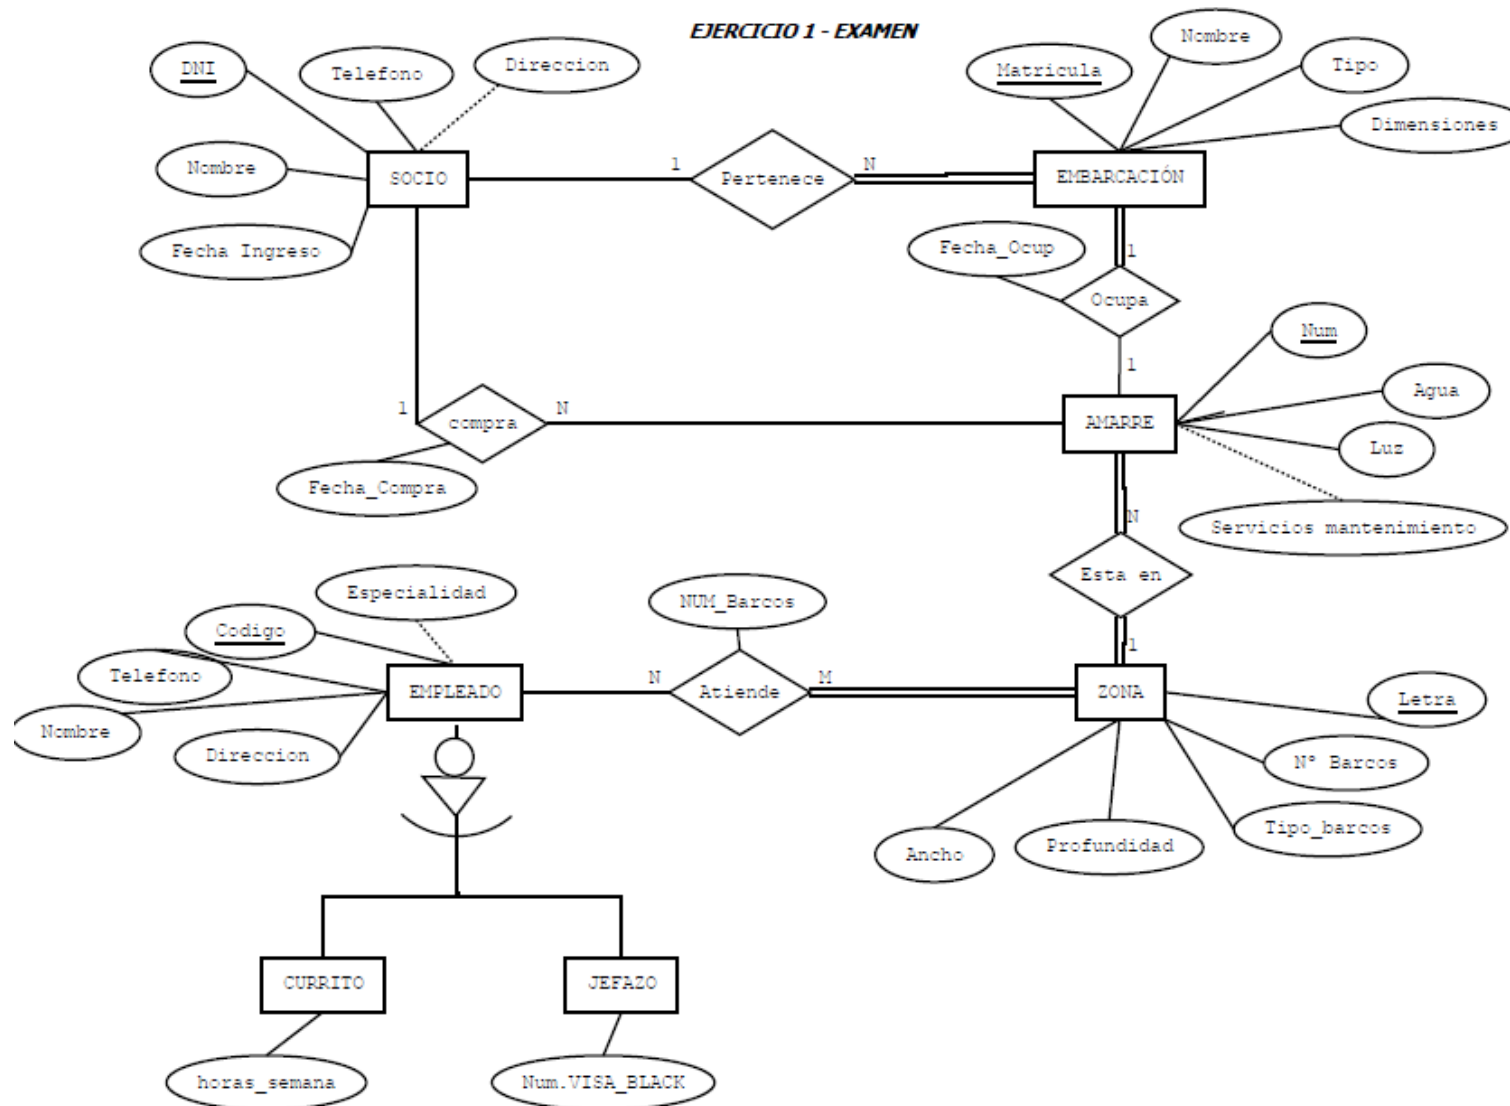 EJERCICIO 1 - EXAMEN
DNI
Telefono
Direccion
Nombre
Fecha Ingreso
SOCIO
1
Pertenece
N
EMBARCACIÓN
Matricula
Nombre
Tipo
Dimensiones
Fecha_Ocup
1
Ocupa
1
Num
Agua
Luz
Servicios mantenimiento
AMARRE
1
compra
N
Fecha_Compra
N
Esta en
1
Especialidad
Codigo
Telefono
Nombre
Direccion
EMPLEADO
N
NUM_Barcos
Atiende
M
ZONA
Letra
Nº Barcos
Tipo_barcos
Profundidad
Ancho
CURRITO
JEFAZO
horas_semana
Num.VISA_BLACK